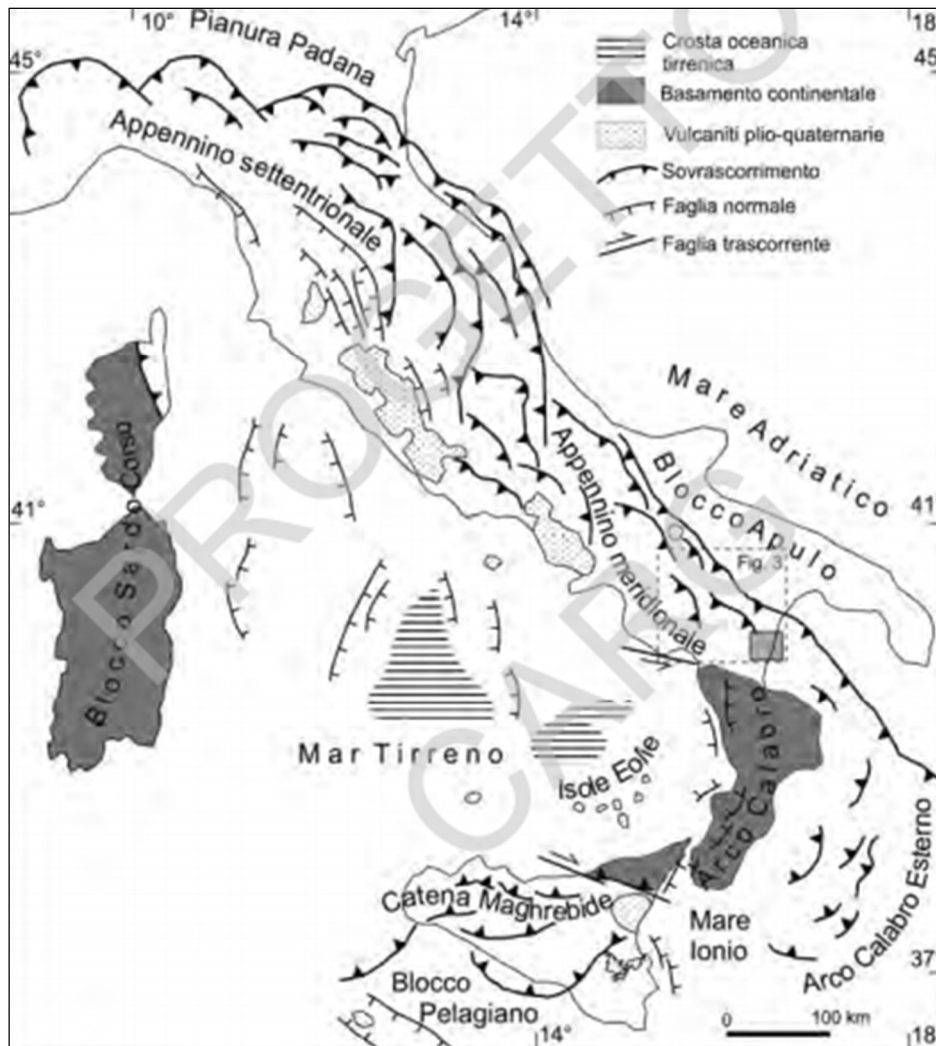 10°
14°
18
Pianura Padana
45°
45
Crosta oceanica
tirrenica
Basamento continentale
Vulcaniti plio-quaternarie
Sovrascorrimento
Faglia normale
Faglia trascorrente
Appennino settentrionale
PROGETTO
CARG
Mare Adriatico
Blocco Apulo
Appennino meridionale
41°
41
Fig. 3
Blocco Sardo Corso
Mar Tirreno
Isole Eolie
Arco Calabro
Arco Calabro Esterno
Catena Maghrebide
Mare
Ionio
37°
Blocco
Pelagiano
0
100 km
14°
18